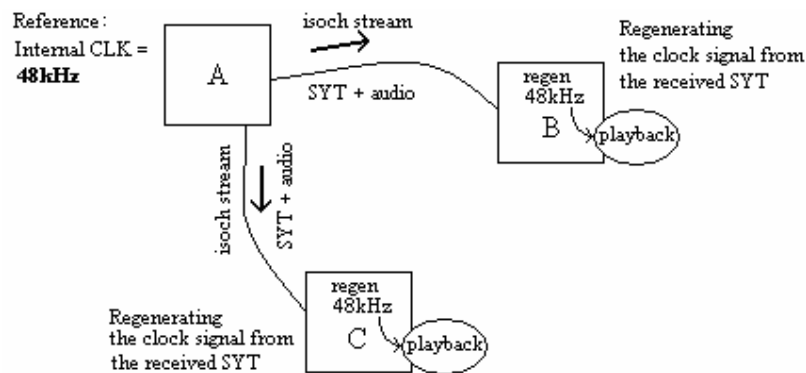 Reference:
Internal CLK =
48kHz
A
isoch stream
SYT + audio
Regenerating
the clock signal from
the received SYT
regen
48kHz
B
playback
isoch stream
SYT + audio
regen
48kHz
C
playback
Regenerating
the clock signal from
the received SYT